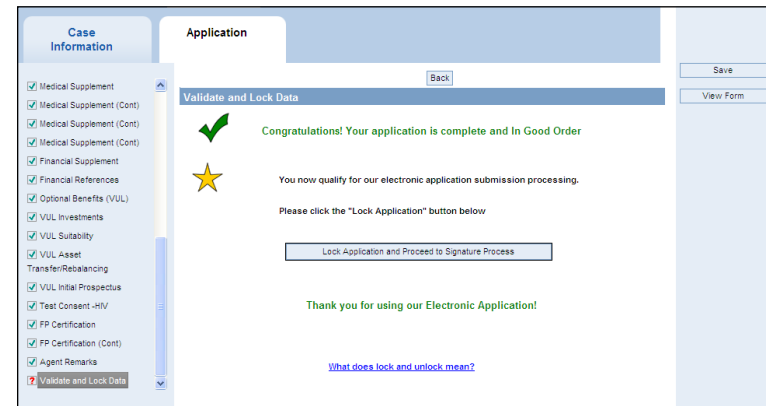 Case
Information
Application
Medical Supplement
Medical Supplement (Cont)
Medical Supplement (Cont)
Medical Supplement (Cont)
Financial Supplement
Financial References
Optional Benefits (VUL)
VUL Investments
VUL Suitability
VUL Asset
Transfer/Rebalancing
VUL Initial Prospectus
Test Consent -HIV
FP Certification
FP Certification (Cont)
Agent Remarks
? Validate and Lock Data
Back
Validate and Lock Data
Congratulations! Your application is complete and In Good Order
You now qualify for our electronic application submission processing.
Please click the "Lock Application" button below
Lock Application and Proceed to Signature Process
Thank you for using our Electronic Application!
What does lock and unlock mean?
Save
View Form